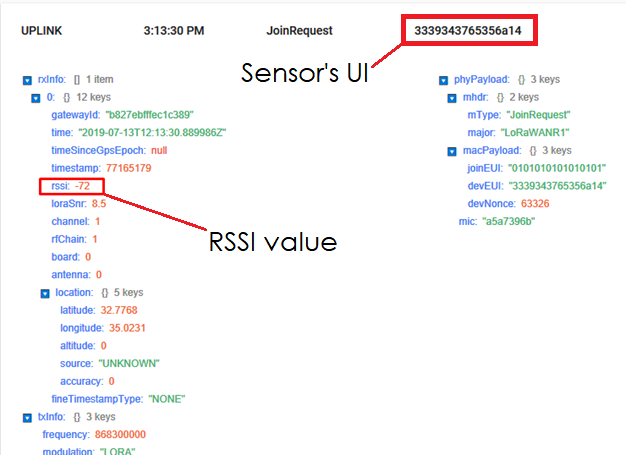 UPLINK 3:13:30 PM JoinRequest 3339343765356a14
Sensor's UI
rxInfo: [] 1 item
0: {} 12 keys
gatewayId: "b827ebfffec1c389"
time: "2019-07-13T12:13:30.889986Z"
timeSinceGpsEpoch: null
timestamp: 77165179
rssi: -72
loraSnr: 8.5
channel: 1
rfChain: 1
board: 0
antenna: 0
location: {} 5 keys
latitude: 32.7768
longitude: 35.0231
altitude: 0
source: "UNKNOWN"
accuracy: 0
fineTimestampType: "NONE"
txInfo: {} 3 keys
frequency: 868300000
modulation: "LORA"
RSSI value
phyPayload: {} 3 keys
mhdr: {} 2 keys
mType: "JoinRequest"
major: "LoRaWANR1"
macPayload: {} 3 keys
joinEUI: "0101010101010101"
devEUI: "3339343765356a14"
devNonce: 63326
mic: "a5a7396b"